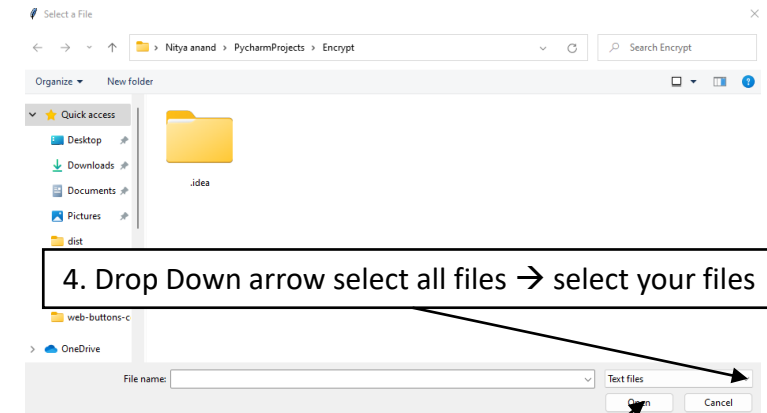 Select a File
Nitya anand > PycharmProjects > Encrypt
Search Encrypt
Organize
New folder
Quick access
Desktop
Downloads
.idea
Documents
Pictures
dist
4. Drop Down arrow select all files → select your files
web-buttons-c
OneDrive
File name:
Text files
Open
Cancel